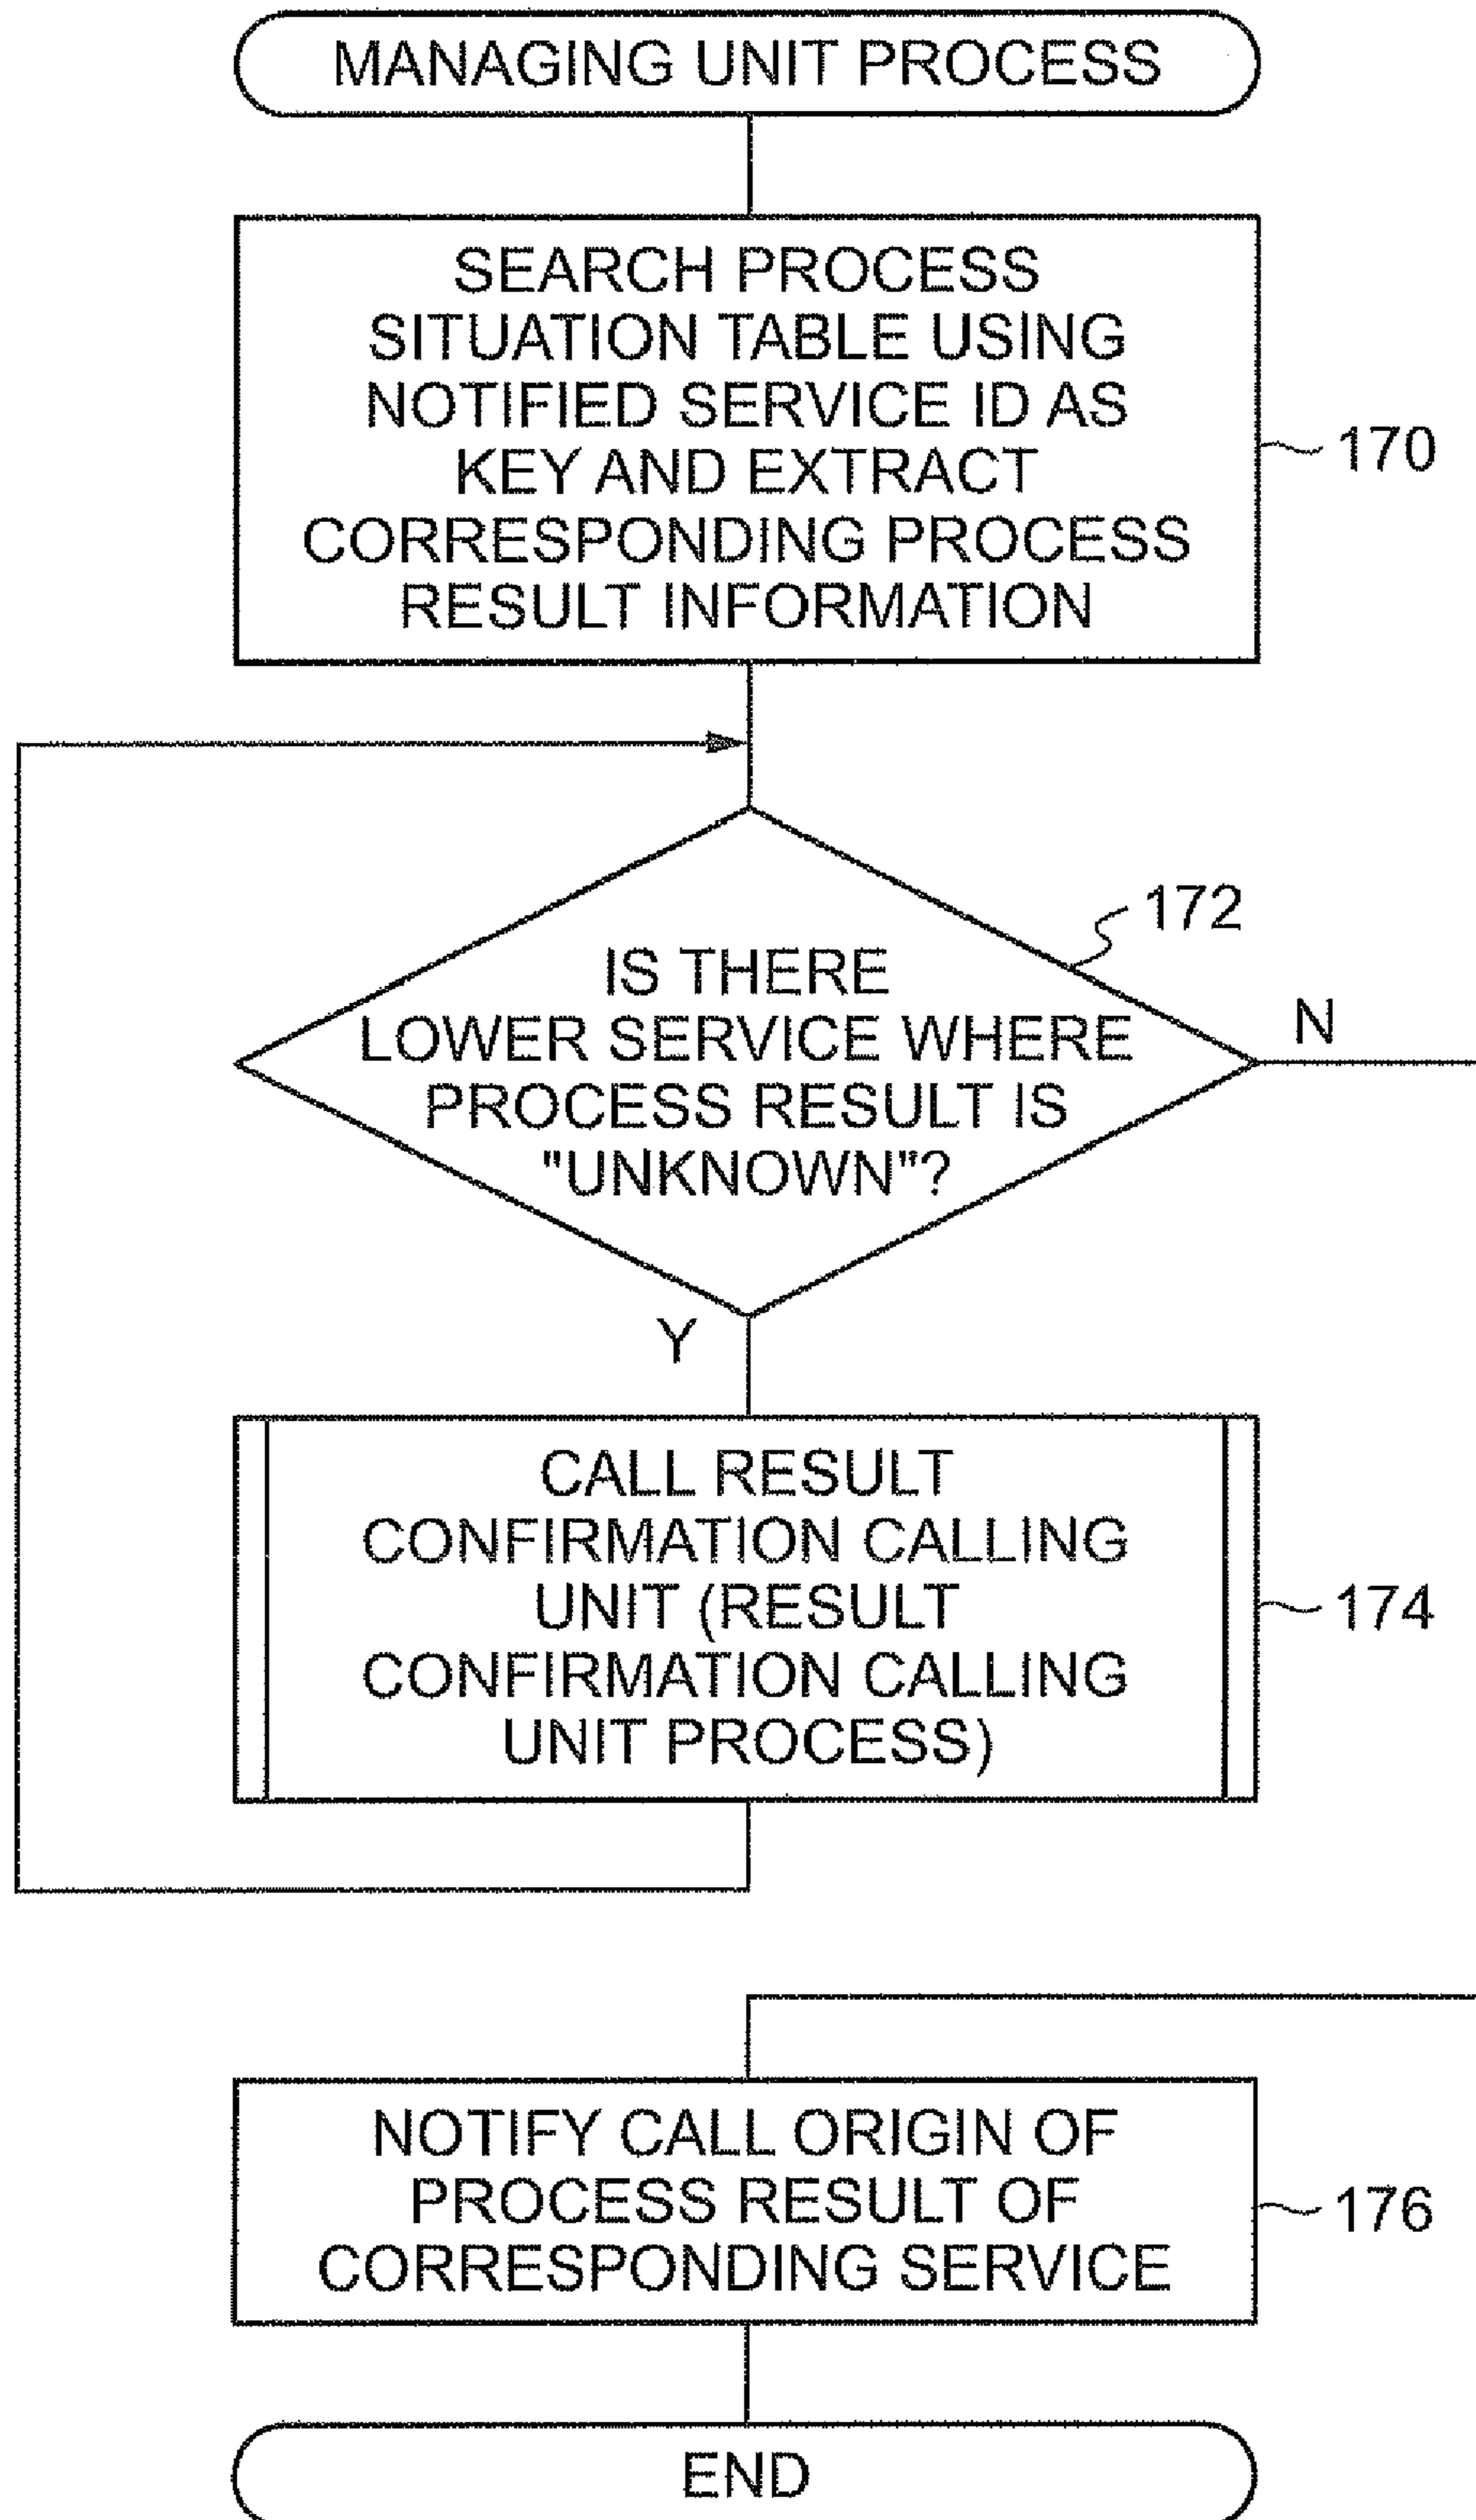 MANAGING UNIT PROCESS
SEARCH PROCESS
SITUATION TABLE USING
NOTIFIED SERVICE ID AS
KEY AND EXTRACT
CORRESPONDING PROCESS
RESULT INFORMATION
170
172
IS THERE
LOWER SERVICE WHERE
PROCESS RESULT IS
"UNKNOWN"?
N
Y
CALL RESULT
CONFIRMATION CALLING
UNIT (RESULT
CONFIRMATION CALLING
UNIT PROCESS)
174
NOTIFY CALL ORIGIN OF
PROCESS RESULT OF
CORRESPONDING SERVICE
176
END